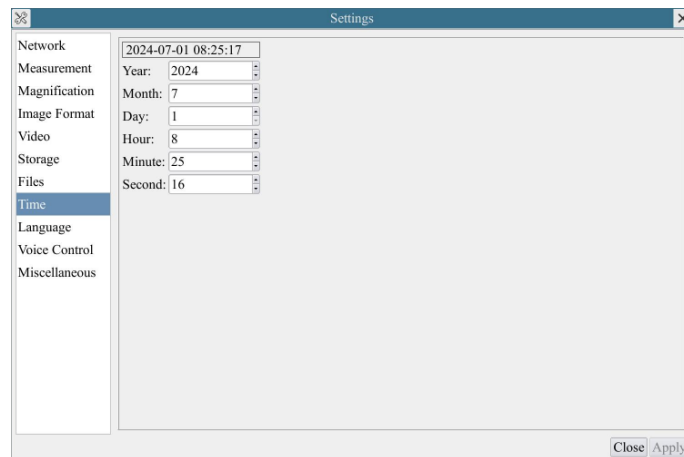 Settings
Network
Measurement
Magnification
Image Format
Video
Storage
Files
Time
Language
Voice Control
Miscellaneous
2024-07-01 08:25:17
Year: 2024
Month: 7
Day: 1
Hour: 8
Minute: 25
Second: 16
Close Apply